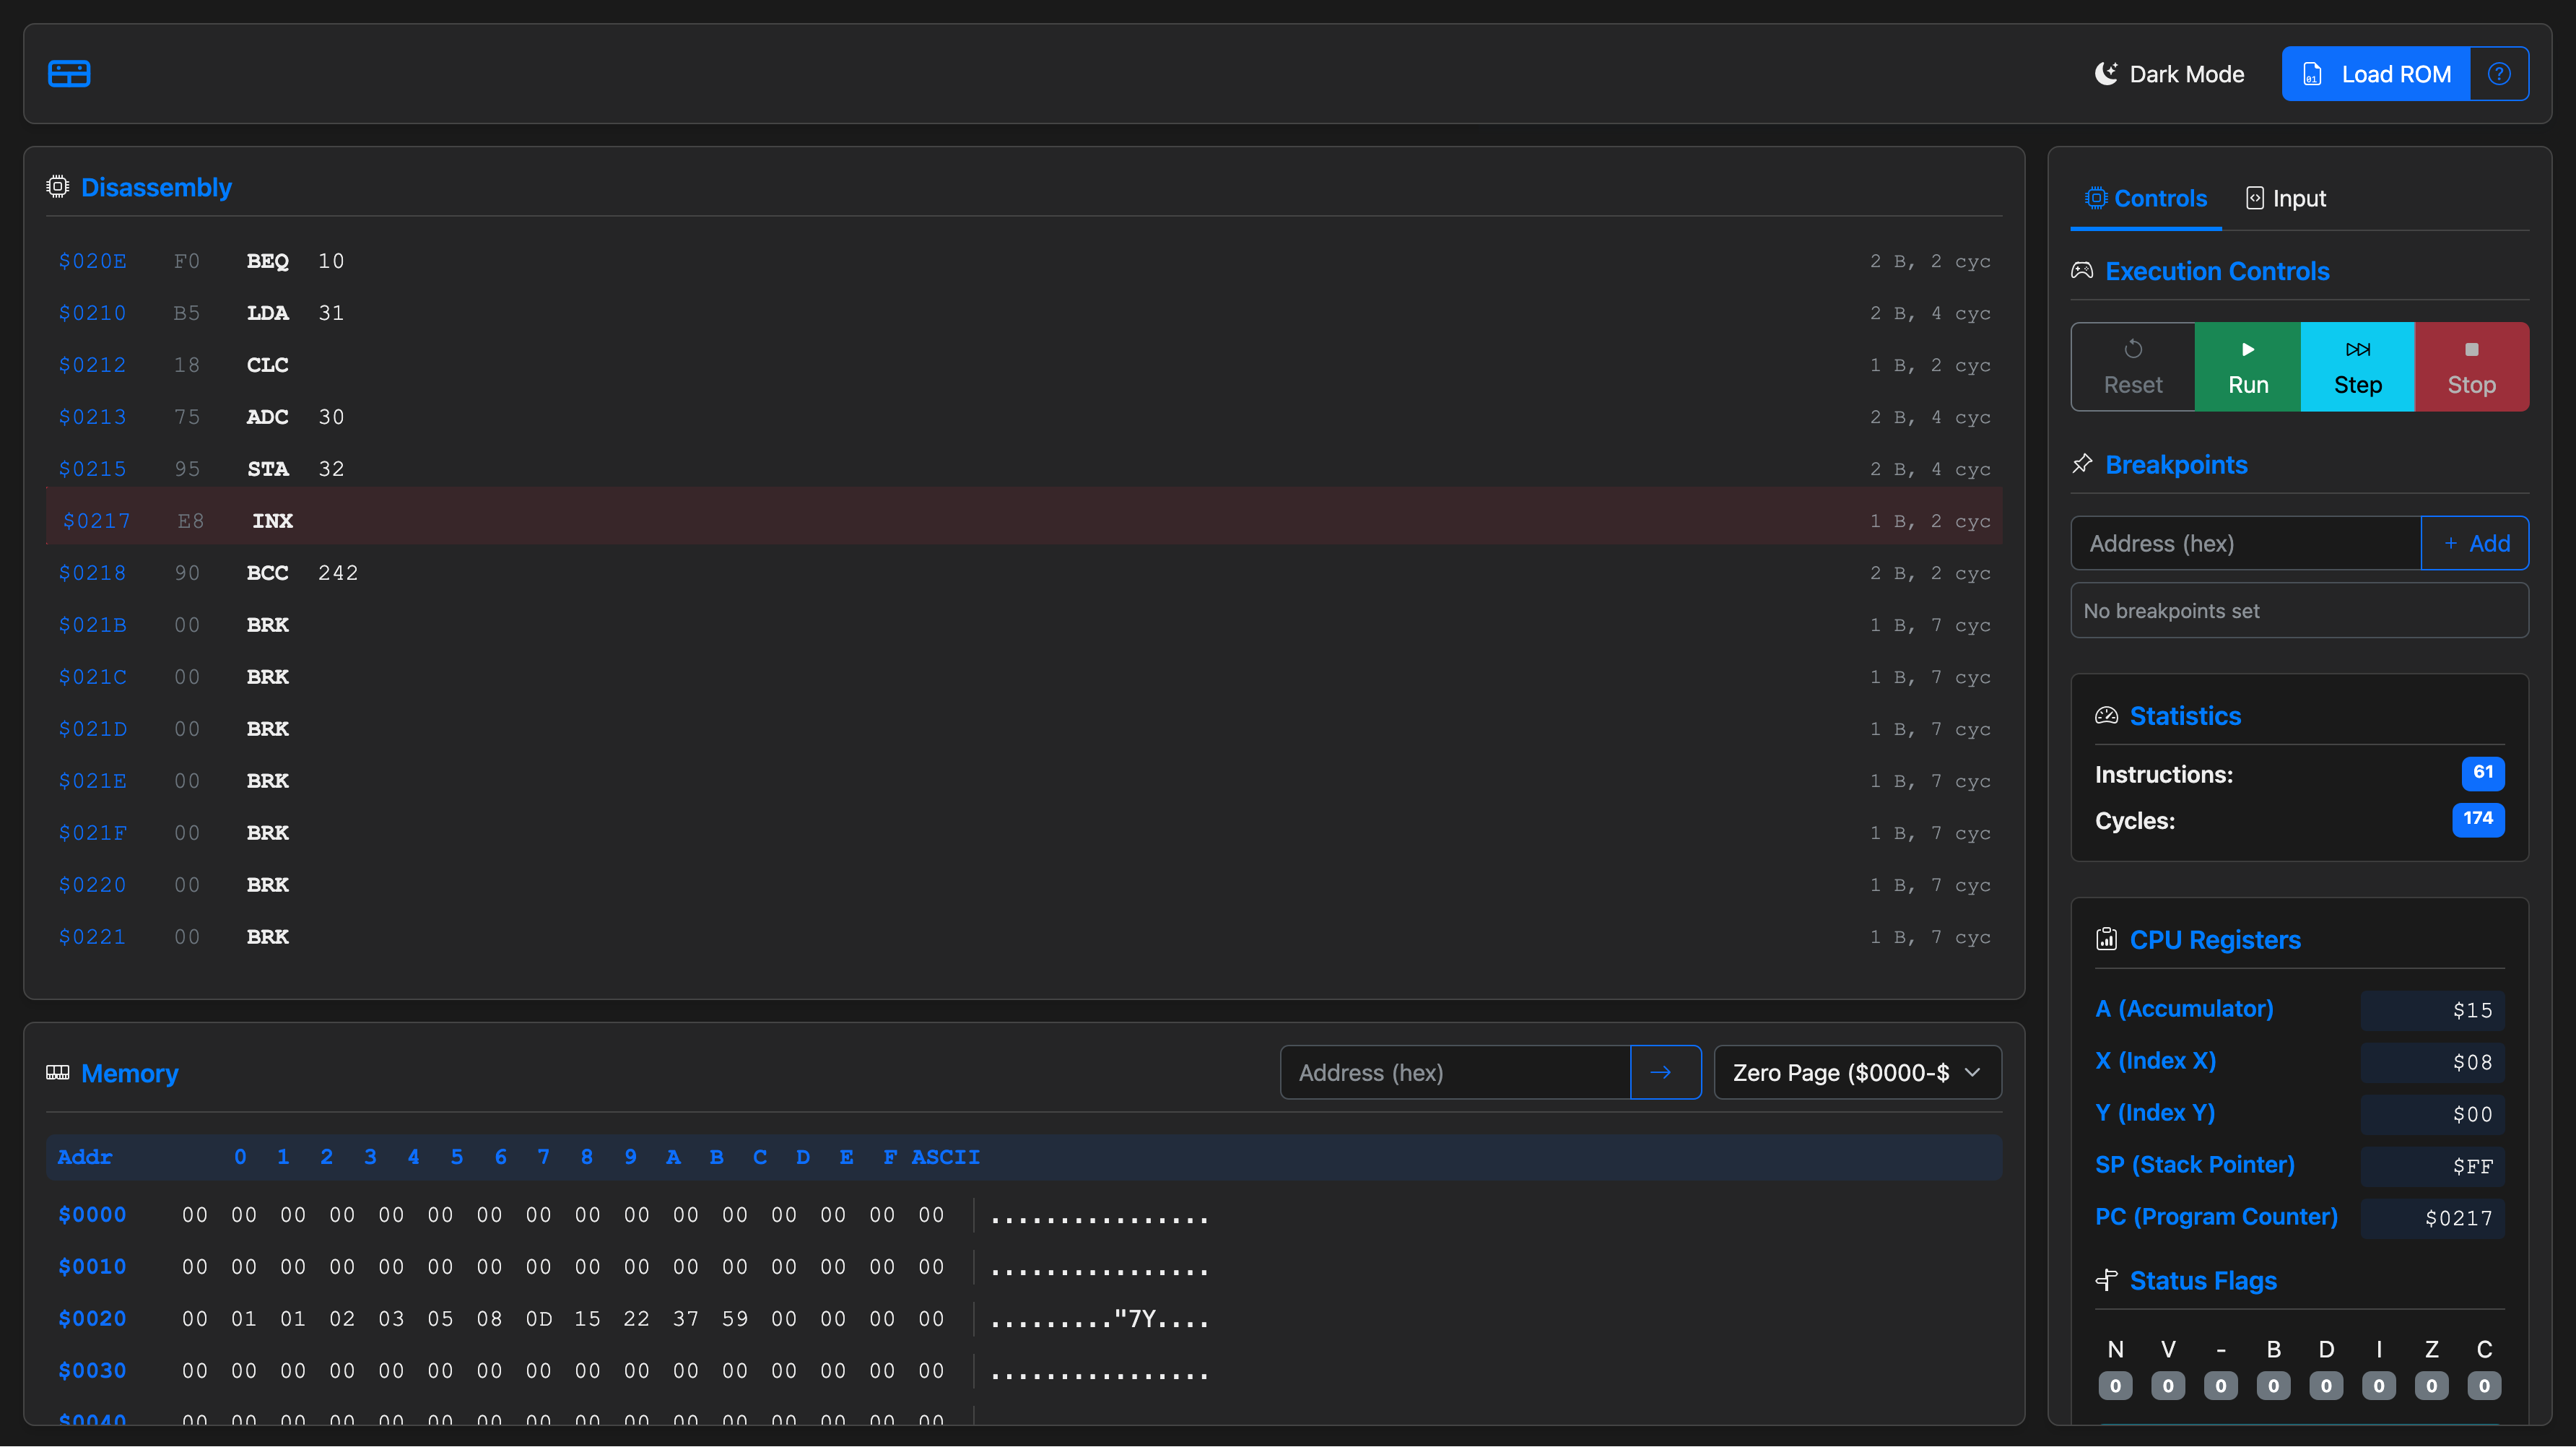 Dark Mode Load ROM ?
Disassembly
$020E F0 BEQ 10 2 B, 2 cyc
$0210 B5 LDA 31 2 B, 4 cyc
$0212 18 CLC 1 B, 2 cyc
$0213 75 ADC 30 2 B, 4 cyc
$0215 95 STA 32 2 B, 4 cyc
$0217 E8 INX 1 B, 2 cyc
$0218 90 BCC 242 2 B, 2 cyc
$021B 00 BRK 1 B, 7 cyc
$021C 00 BRK 1 B, 7 cyc
$021D 00 BRK 1 B, 7 cyc
$021E 00 BRK 1 B, 7 cyc
$021F 00 BRK 1 B, 7 cyc
$0220 00 BRK 1 B, 7 cyc
$0221 00 BRK 1 B, 7 cyc
Memory Address (hex) → Zero Page ($0000-$
Addr 0 1 2 3 4 5 6 7 8 9 A B C D E F ASCII
$0000 00 00 00 00 00 00 00 00 00 00 00 00 00 00 00 00 ................
$0010 00 00 00 00 00 00 00 00 00 00 00 00 00 00 00 00 ................
$0020 00 01 01 02 03 05 08 0D 15 22 37 59 00 00 00 00 ........."7Y....
$0030 00 00 00 00 00 00 00 00 00 00 00 00 00 00 00 00 ................
$0040 00 00 00 00 00 00 00 00 00 00 00 00 00 00 00 00
Controls Input
Execution Controls
Reset Run Step Stop
Breakpoints
Address (hex) + Add
No breakpoints set
Statistics
Instructions: 61
Cycles: 174
CPU Registers
A (Accumulator) $15
X (Index X) $08
Y (Index Y) $00
SP (Stack Pointer) $FF
PC (Program Counter) $0217
Status Flags
N V - B D I Z C
0 0 0 0 0 0 0 0